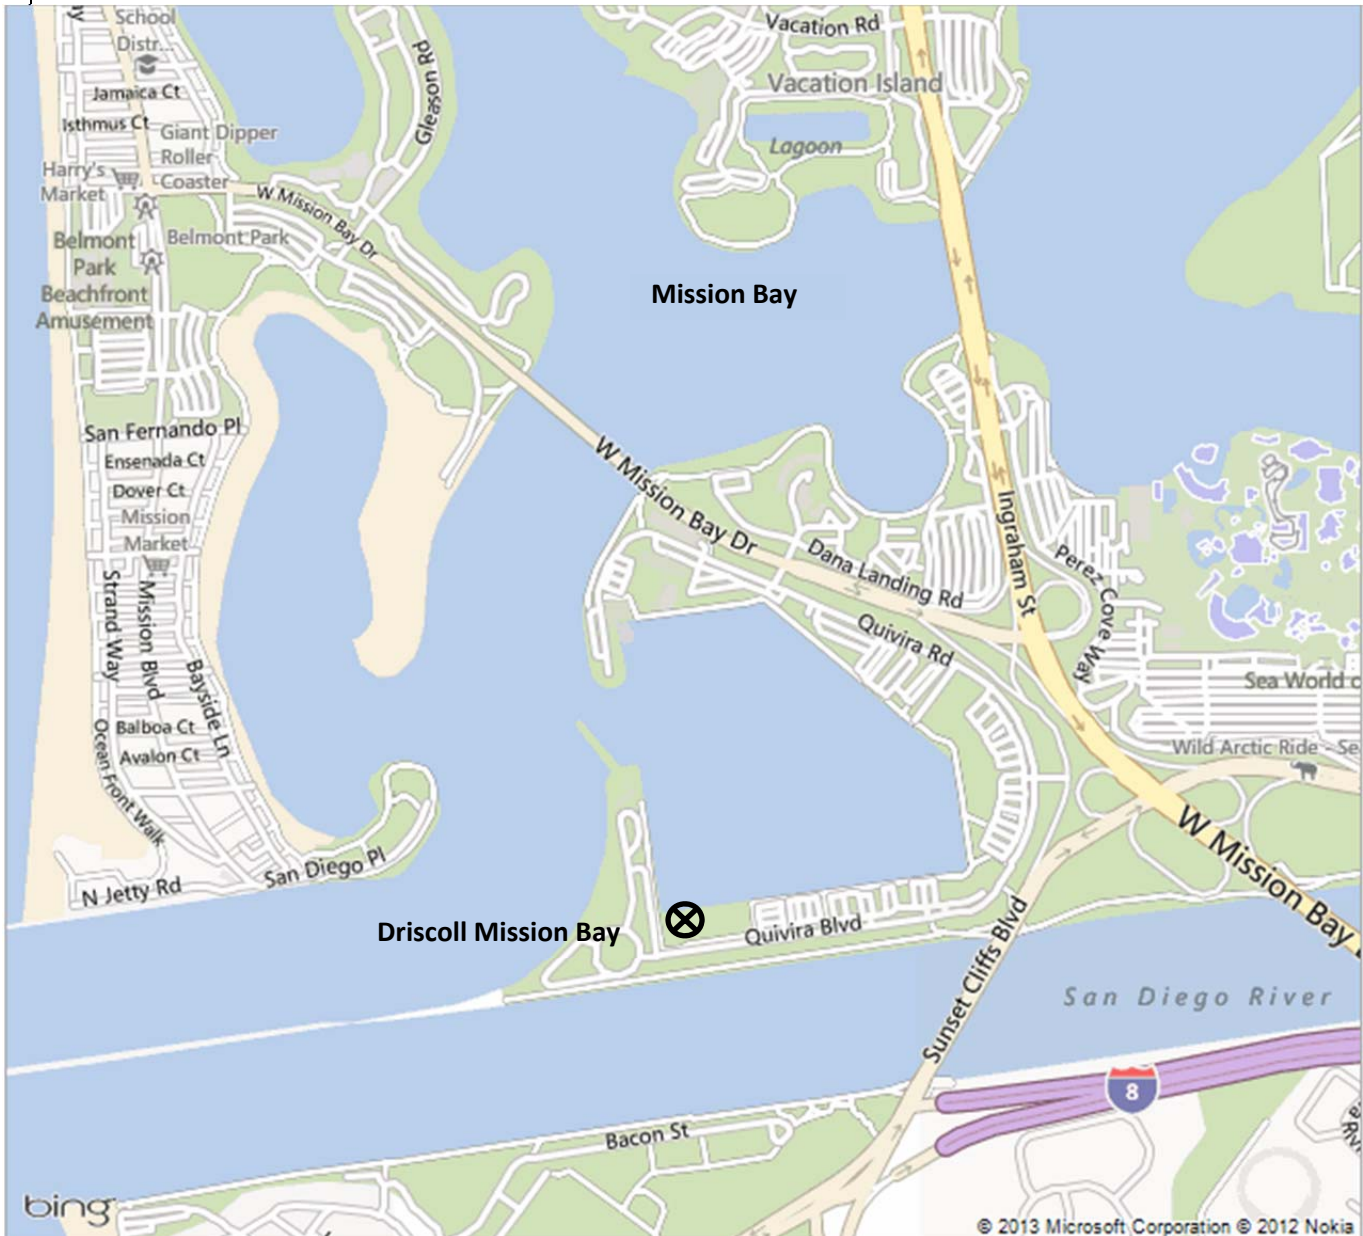 School
Distr...
Vacation Rd
Gleason Rd
Vacation Island
Jamaica Ct
Isthmus Ct
Giant Dipper
Roller
Coaster
Lagoon
Harry's
Market
W Mission Bay Dr
Belmont
Park
Beachfront
Amusement
Belmont Park
Mission Bay
San Fernando Pl
Ensenada Ct
Dover Ct
Mission
Market
W Mission Bay Dr
Ingraham St
Dana Landing Rd
Perez Cove Way
Strand Way
Mission Blvd
Quivira Rd
Bayside Ln
Sea World
Balboa Ct
Avalon Ct
Ocean Front Walk
Wild Arctic Ride - Se
W Mission Bay
San Diego Pl
N Jetty Rd
Driscoll Mission Bay
Quivira Blvd
Sunset Cliffs Blvd
San Diego River
8
Bacon St
bing
© 2013 Microsoft Corporation © 2012 Nokia